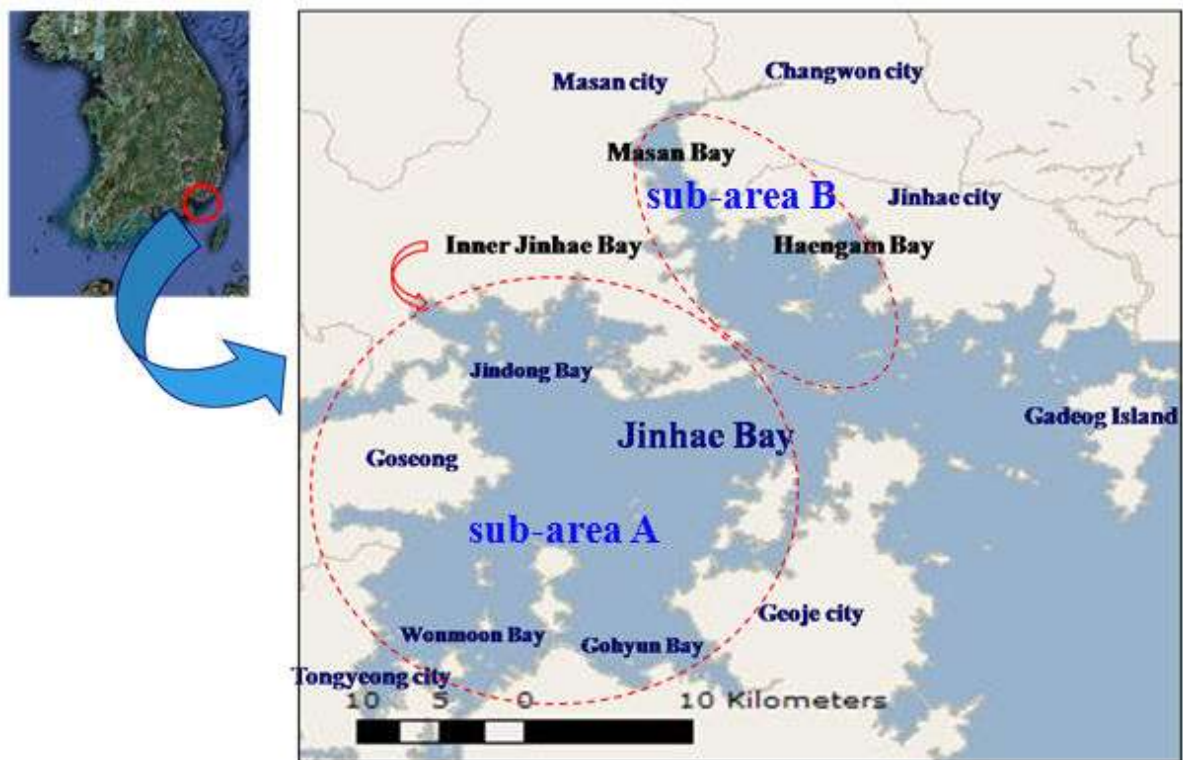 Masan city
Changwon city
Masan Bay
sub-area B
Jinhae city
Inner Jinhae Bay
Haengam Bay
Jindong Bay
Jinhae Bay
Gadeog Island
Goseong
sub-area A
Geoje city
Wonmoon Bay
Gohyun Bay
Tongyeong city
10 5 0 10 Kilometers